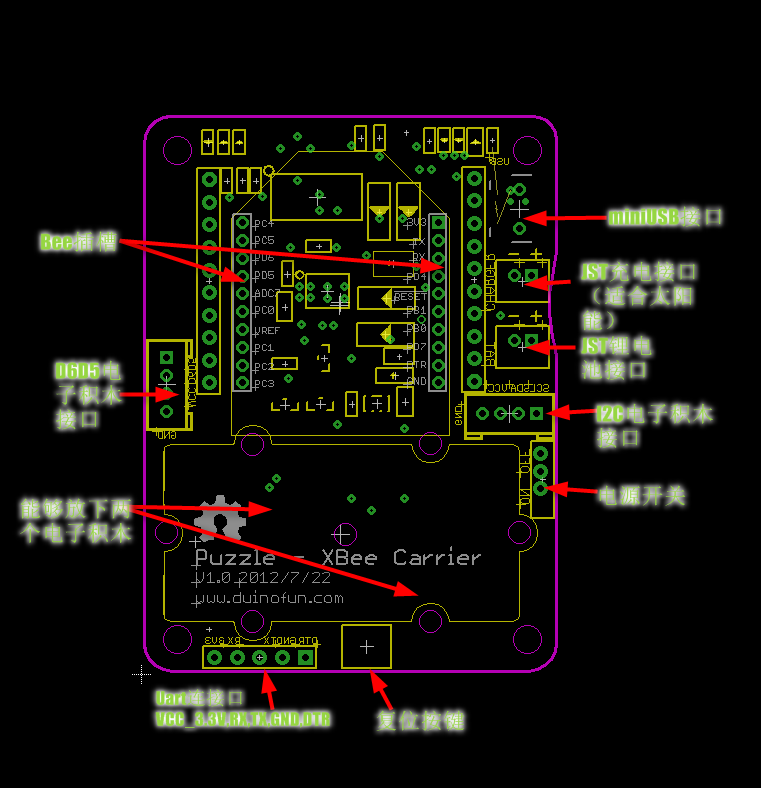 USB
miniUSB接口
Bee插槽
PC4
PC5
PD6
PD5
ADC7
PC0
VREF
PC1
PC2
PC3
3V3
TX
RX
PD4
RESET
PB1
PB0
PD7
DTR
GND
CHARGER
JST充电接口
（适合太阳
能）
BAT
JST锂电
池接口
D6D5电
子积木
接口
VCC D5D6
GND
SCL SDA VCC
GND
I2C电子积木
接口
OFF
ON
电源开关
能够放下两
个电子积木
Puzzle - XBee Carrier
V1.0 2012/7/22
www.duinofun.com
3V3 RX TX GND DTR
Uart连接口
VCC_3.3V,RX,TX,GND,DTR
复位按键